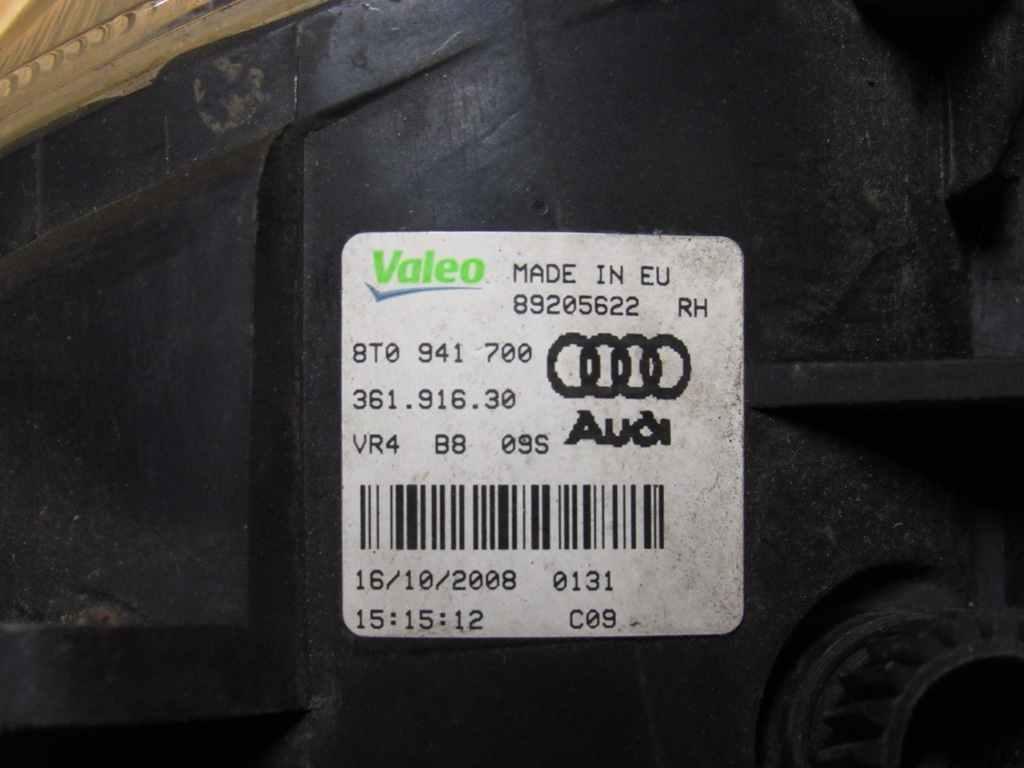 Valeo MADE IN EU
89205622 RH
8T0 941 700
361.916.30
VR4 B8 09S Audi
16/10/2008 0131
15:15:12 C09